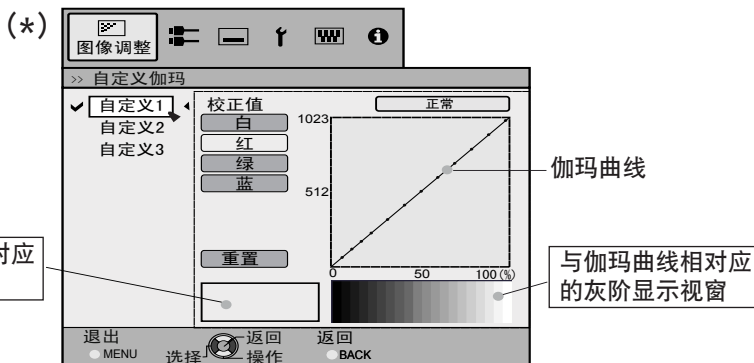 (*)
图像调整
>> 自定义伽玛
自定义1
自定义2
自定义3
校正值
正常
白
红
绿
蓝
重置
1023
512
0 50 100 (%)
伽玛曲线
对应
与伽玛曲线相对应
的灰阶显示视窗
退出
MENU
选择
返回
操作
返回
BACK